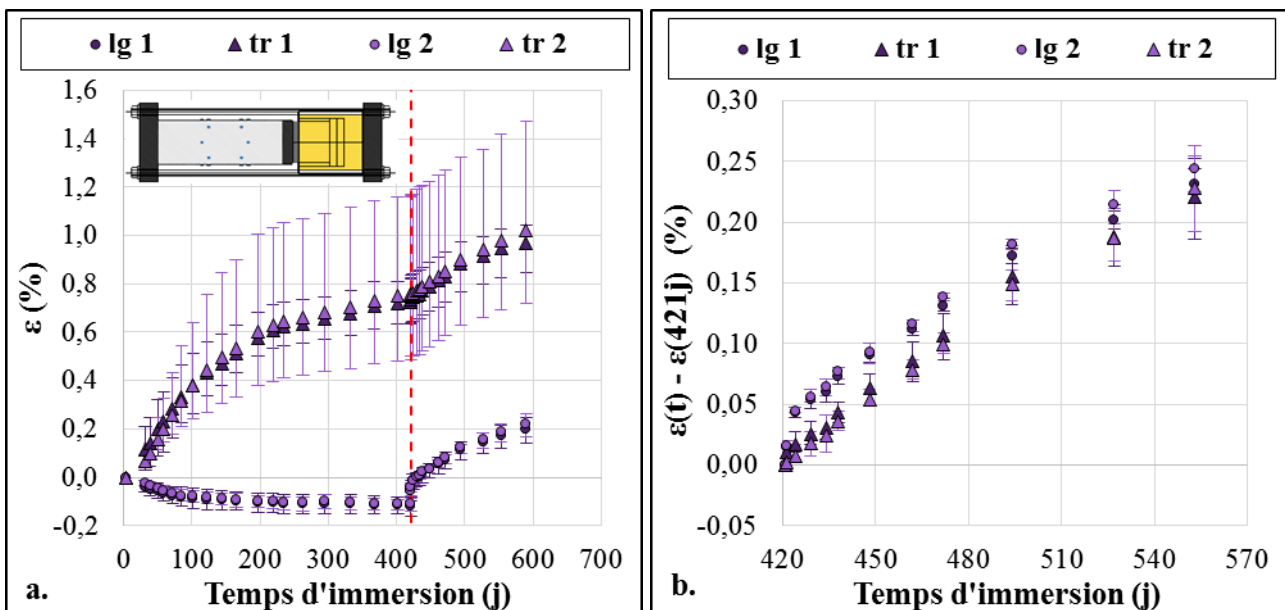 lg 1 tr 1 lg 2 tr 2
1,6
1,4
1,2
1,0
0,8
0,6
0,4
0,2
0,0
-0,2
ε (%)
0 100 200 300 400 500 600 700
a. Temps d'immersion (j)
lg 1 tr 1 lg 2 tr 2
0,30
0,25
0,20
0,15
0,10
0,05
0,00
-0,05
ε(t) - ε(421j) (%)
420 450 480 510 540 570
b. Temps d'immersion (j)